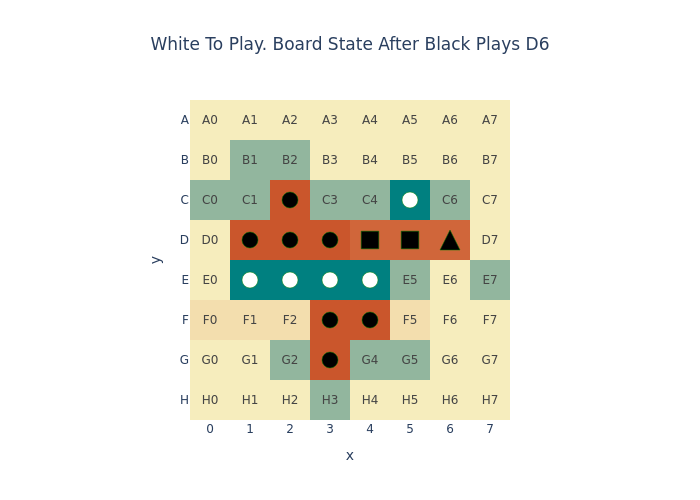 White To Play. Board State After Black Plays D6
A A0 A1 A2 A3 A4 A5 A6 A7
B B0 B1 B2 B3 B4 B5 B6 B7
C C0 C1 C3 C4 C6 C7
D D0 D7
y
E E0 E5 E6 E7
F F0 F1 F2 F5 F6 F7
G G0 G1 G2 G4 G5 G6 G7
H H0 H1 H2 H3 H4 H5 H6 H7
0 1 2 3 4 5 6 7
x